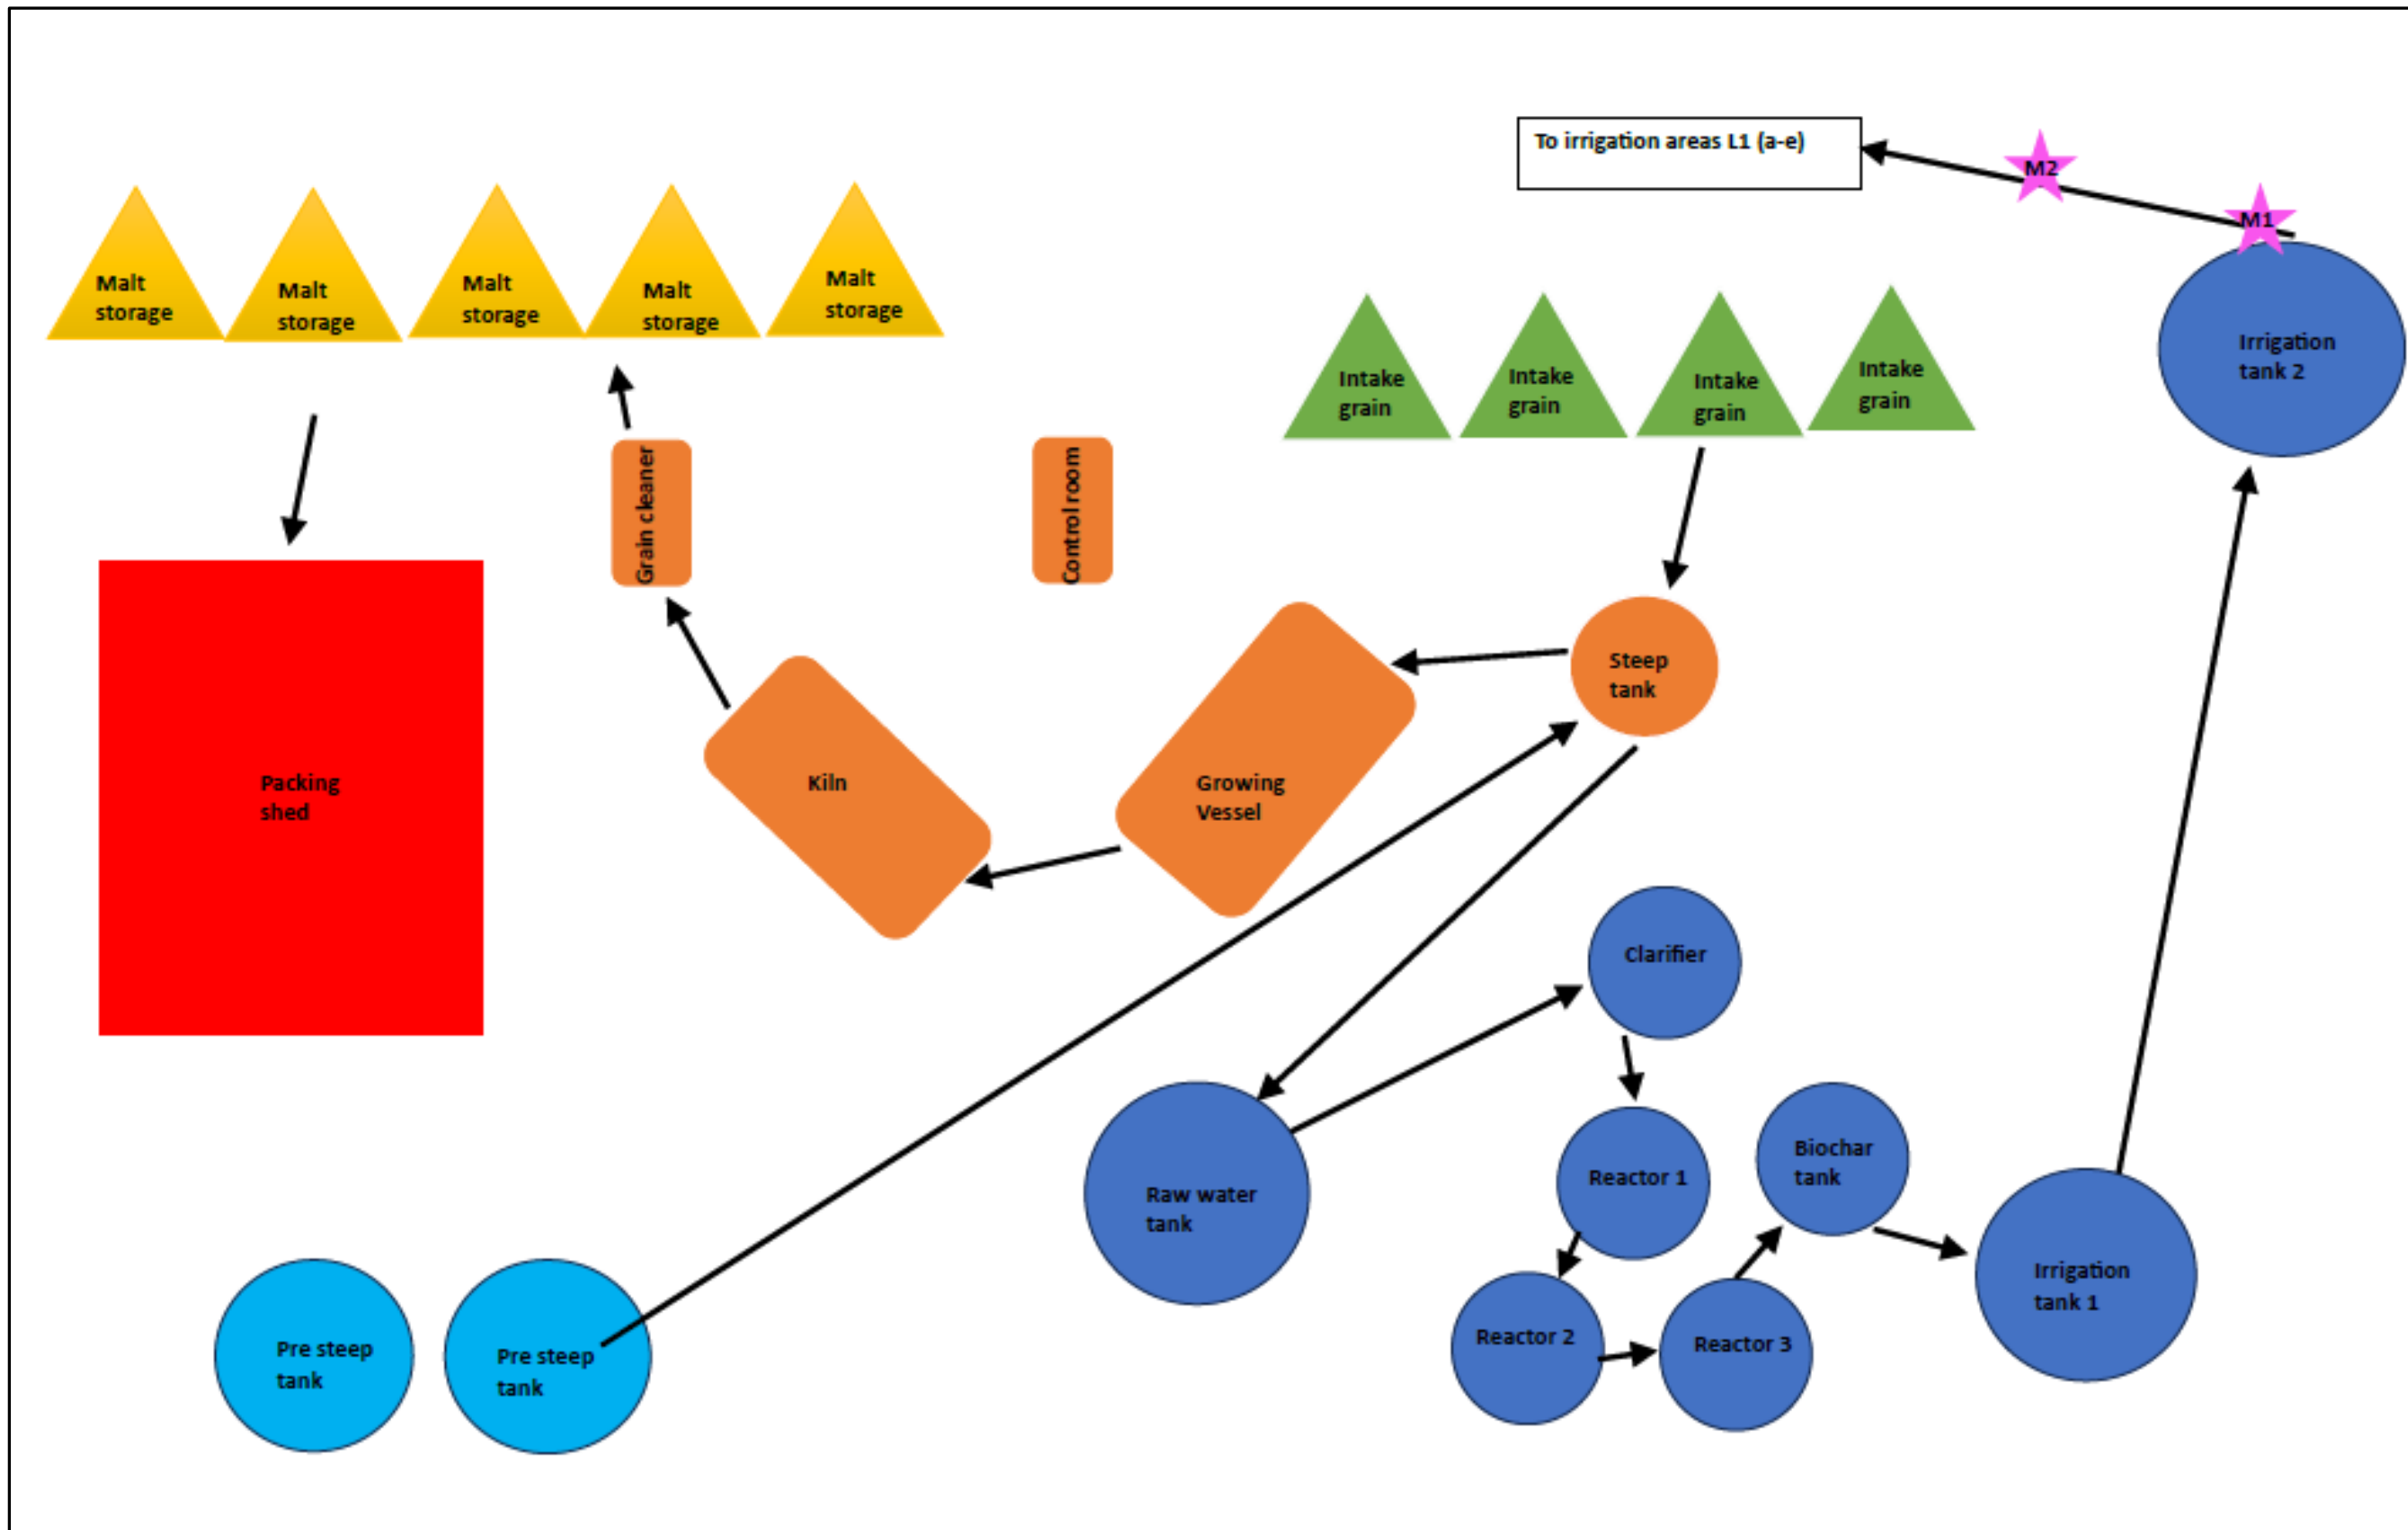 To irrigation areas L1 (a-e)
M2
M1
Malt
storage
Malt
storage
Malt
storage
Malt
storage
Malt
storage
Intake
grain
Intake
grain
Intake
grain
Intake
grain
Irrigation
tank 2
Grain cleaner
Control room
Steep
tank
Packing
shed
Kiln
Growing
Vessel
Clarifier
Raw water
tank
Reactor 1
Biochar
tank
Irrigation
tank 1
Reactor 2
Reactor 3
Pre steep
tank
Pre steep
tank